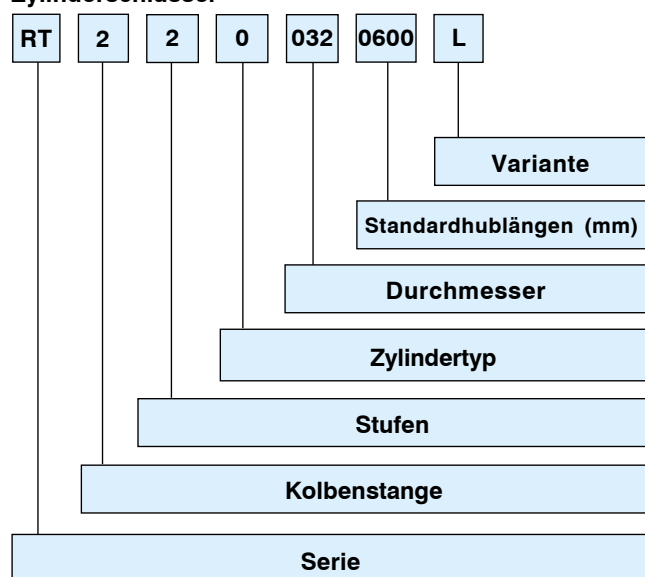 RT 2 2 0 032 0600 L
Variante
Standardhublängen (mm)
Durchmesser
Zylindertyp
Stufen
Kolbenstange
Serie